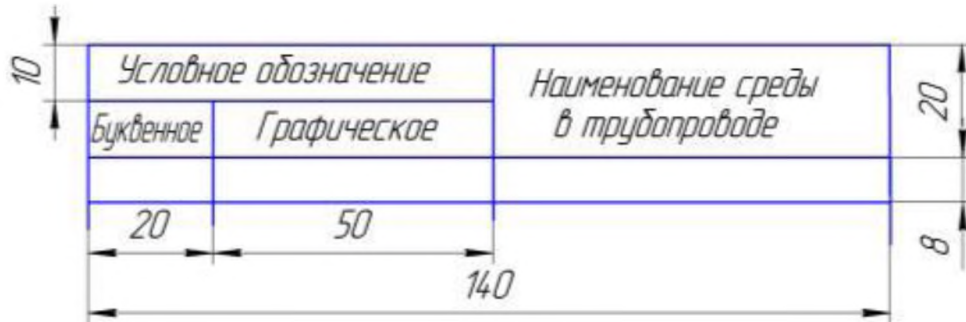 10
Условное обозначение
Наименование среды
в трубопроводе
20
Буквенное
Графическое
20
50
8
140